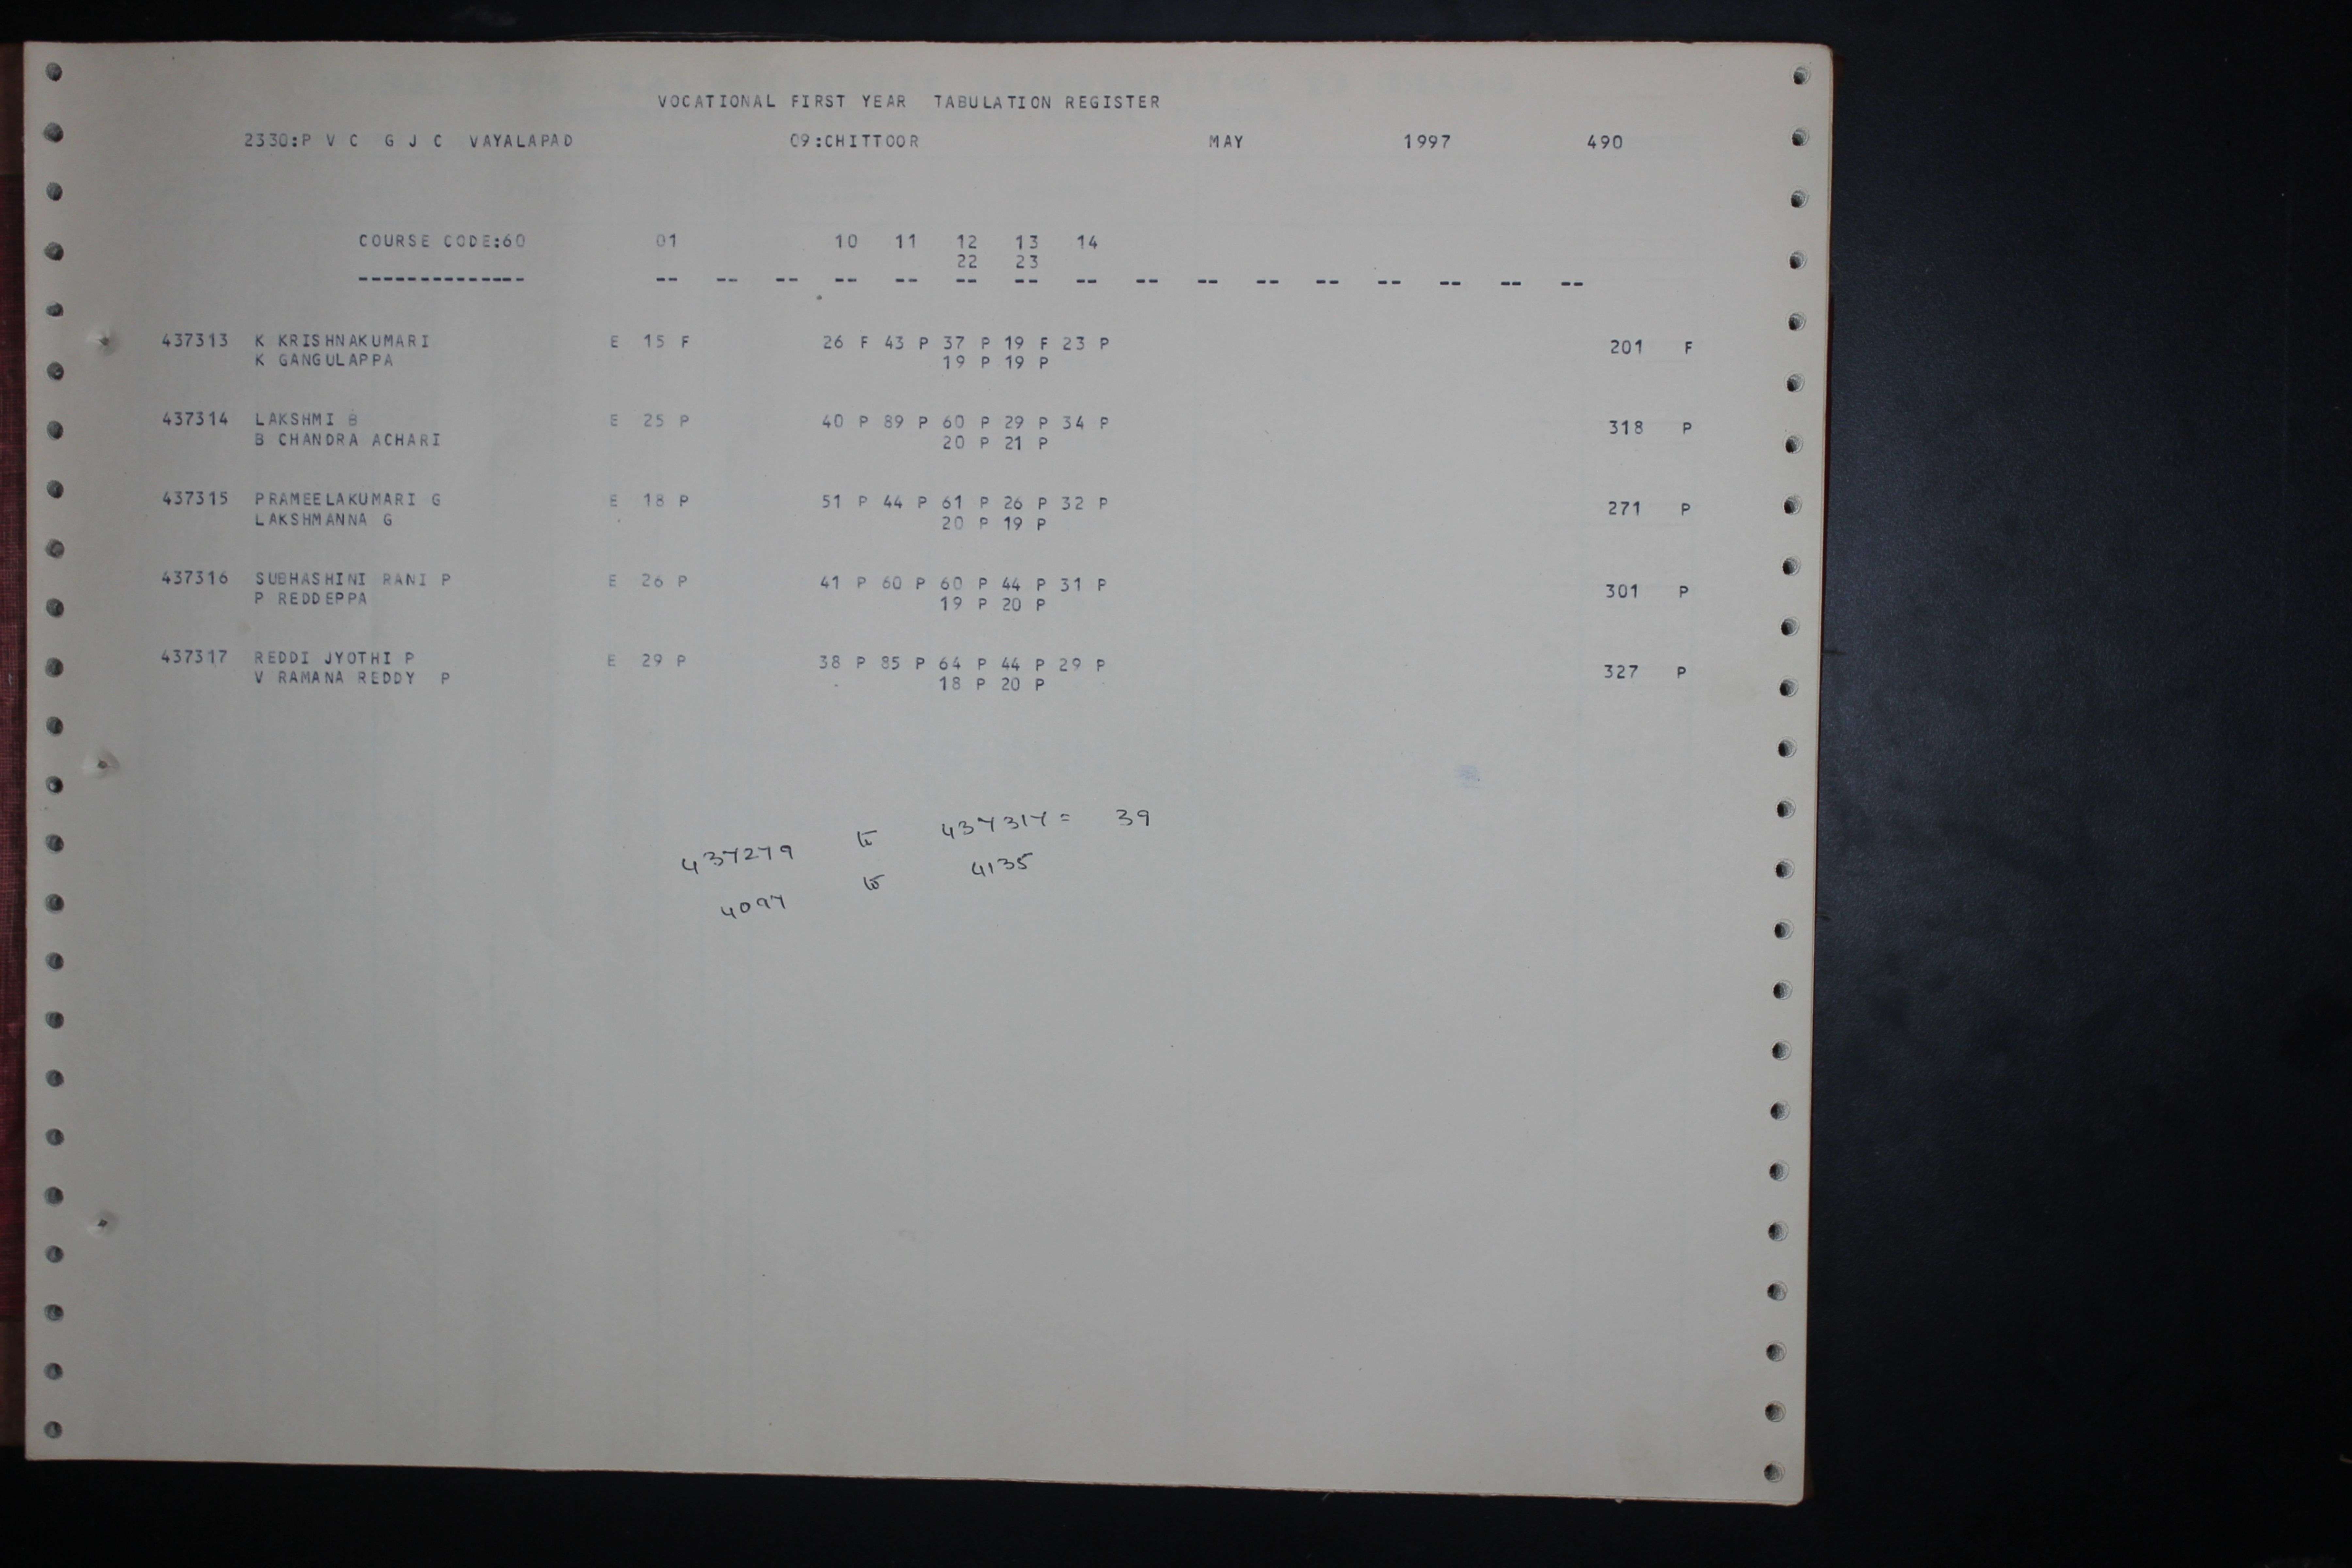 VOCATIONAL FIRST YEAR TABULATION REGISTER
2330:P V C G J C VAYALAPAD 09:CHITTOOR MAY 1997 490
COURSE CODE:60 01 10 11 12 13 14
22 23
-------------- -- -- -- -- -- -- -- -- -- -- -- -- -- -- -- --
437313 K KRISHNAKUMARI E 15 F 26 F 43 P 37 P 19 F 23 P 201 F
K GANGULAPPA 19 P 19 P
437314 LAKSHMI B E 25 P 40 P 89 P 60 P 29 P 34 P 318 P
B CHANDRA ACHARI 20 P 21 P
437315 PRAMEELAKUMARI G E 18 P 51 P 44 P 61 P 26 P 32 P 271 P
LAKSHMANNA G 20 P 19 P
437316 SUBHASHINI RANI P E 26 P 41 P 60 P 60 P 44 P 31 P 301 P
P REDDEPPA 19 P 20 P
437317 REDDI JYOTHI P E 29 P 38 P 85 P 64 P 44 P 29 P 327 P
V RAMANA REDDY P 18 P 20 P
437279 to 437317 = 39
4097 to 4135